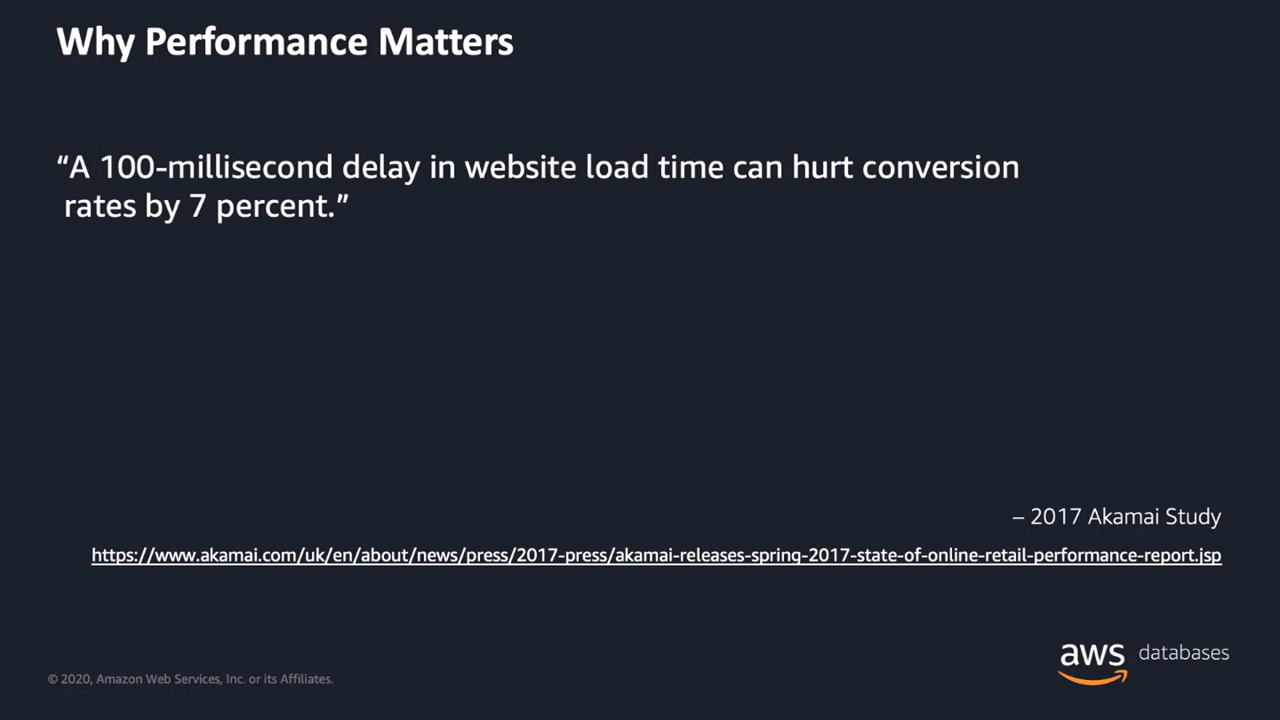 Why Performance Matters
“A 100-millisecond delay in website load time can hurt conversion
rates by 7 percent.”
– 2017 Akamai Study
https://www.akamai.com/uk/en/about/news/press/2017-press/akamai-releases-spring-2017-state-of-online-retail-performance-report.jsp
aws databases
© 2020, Amazon Web Services, Inc. or its Affiliates.